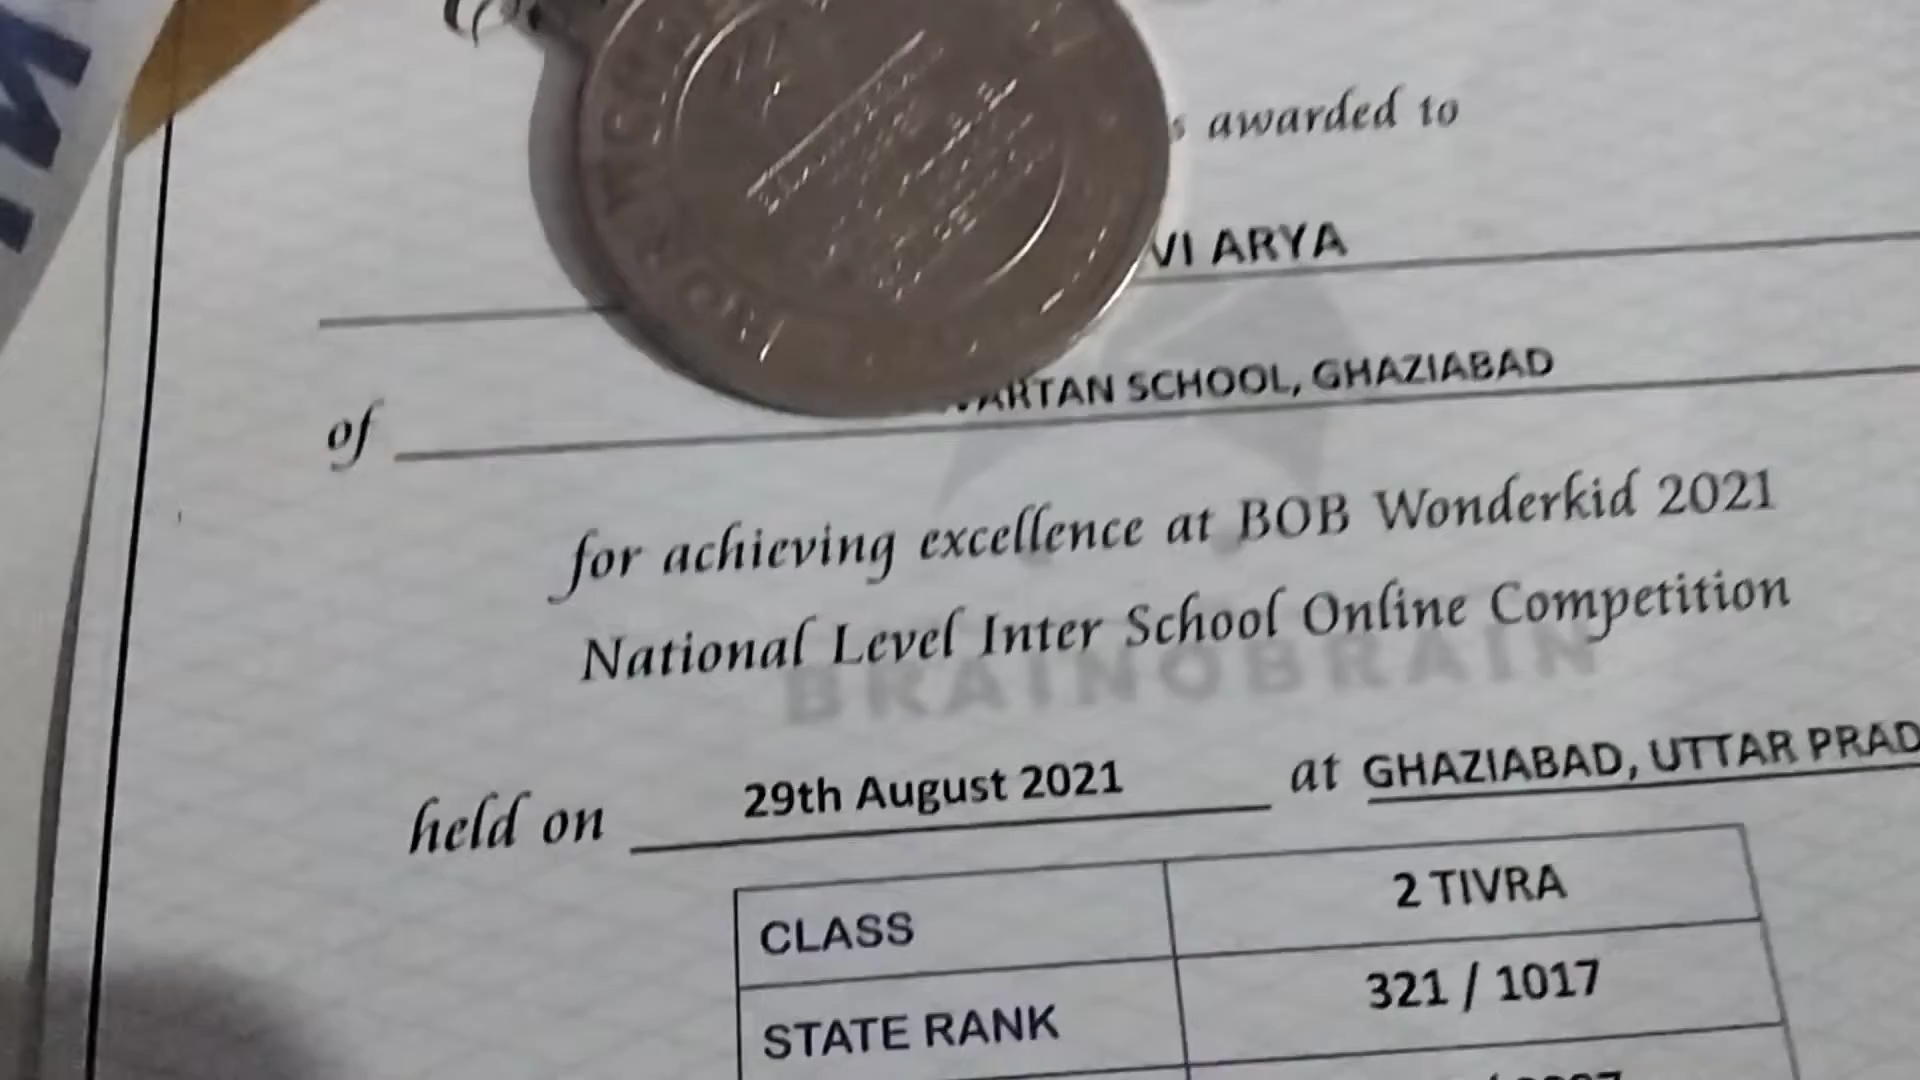 awarded to
VI ARYA
of ARTAN SCHOOL, GHAZIABAD
for achieving excellence at BOB Wonderkid 2021
National Level Inter School Online Competition
BRAINOBRAIN
held on 29th August 2021 at GHAZIABAD, UTTAR PRAD
CLASS 2 TIVRA
STATE RANK 321 / 1017